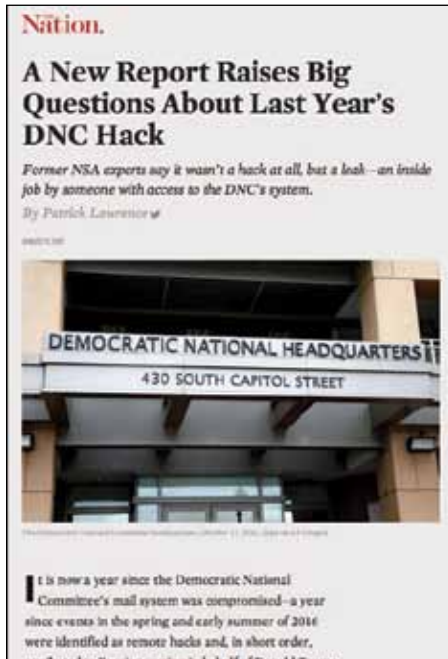 The Nation.
A New Report Raises Big
Questions About Last Year's
DNC Hack
Former NSA experts say it wasn't a hack at all, but a leak—an inside
job by someone with access to the DNC's system.
By Patrick Lawrence
DEMOCRATIC NATIONAL HEADQUARTERS
430 SOUTH CAPITOL STREET
It is now a year since the Democratic National
Committee's mail system was compromised—a year
since events in the spring and early summer of 2016
were identified as remote hacks and, in short order,